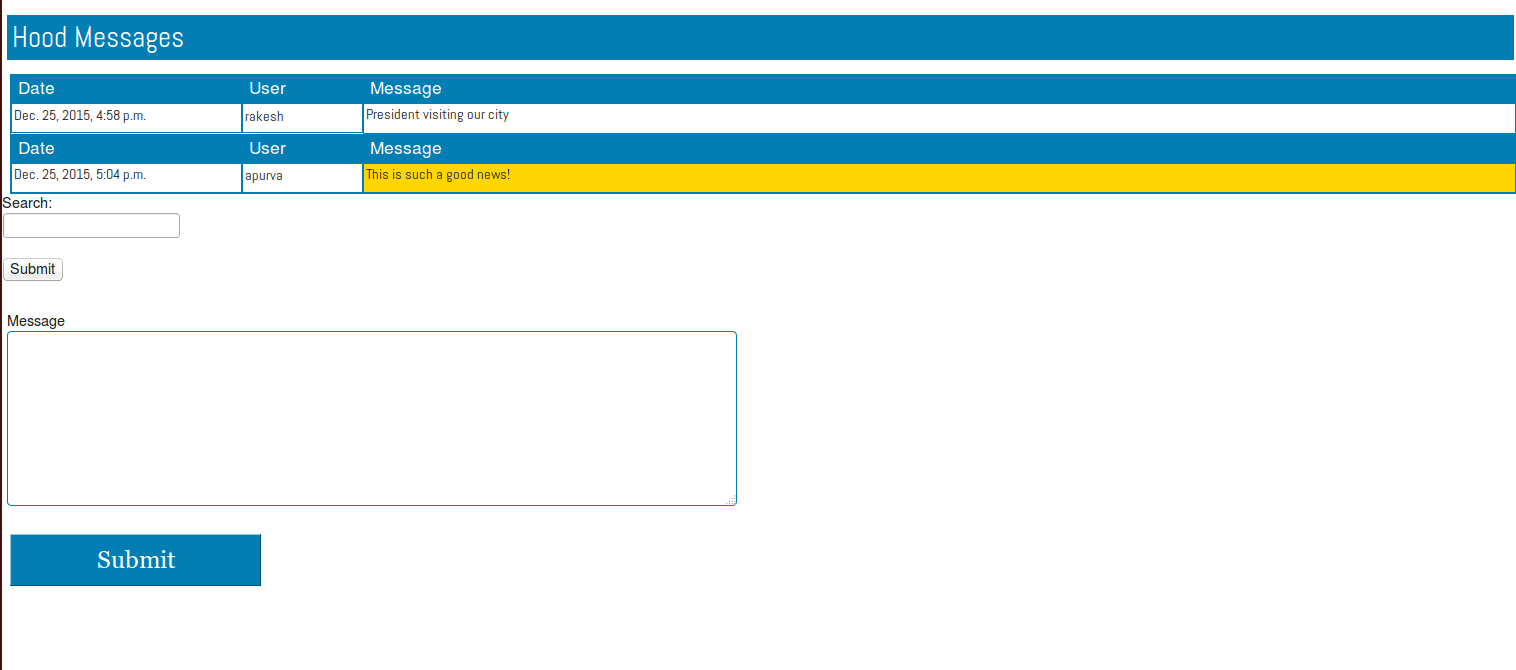 Hood Messages
Date User Message
Dec. 25, 2015, 4:58 p.m. rakesh President visiting our city
Date User Message
Dec. 25, 2015, 5:04 p.m. apurva This is such a good news!
Search:
Submit
Message
Submit